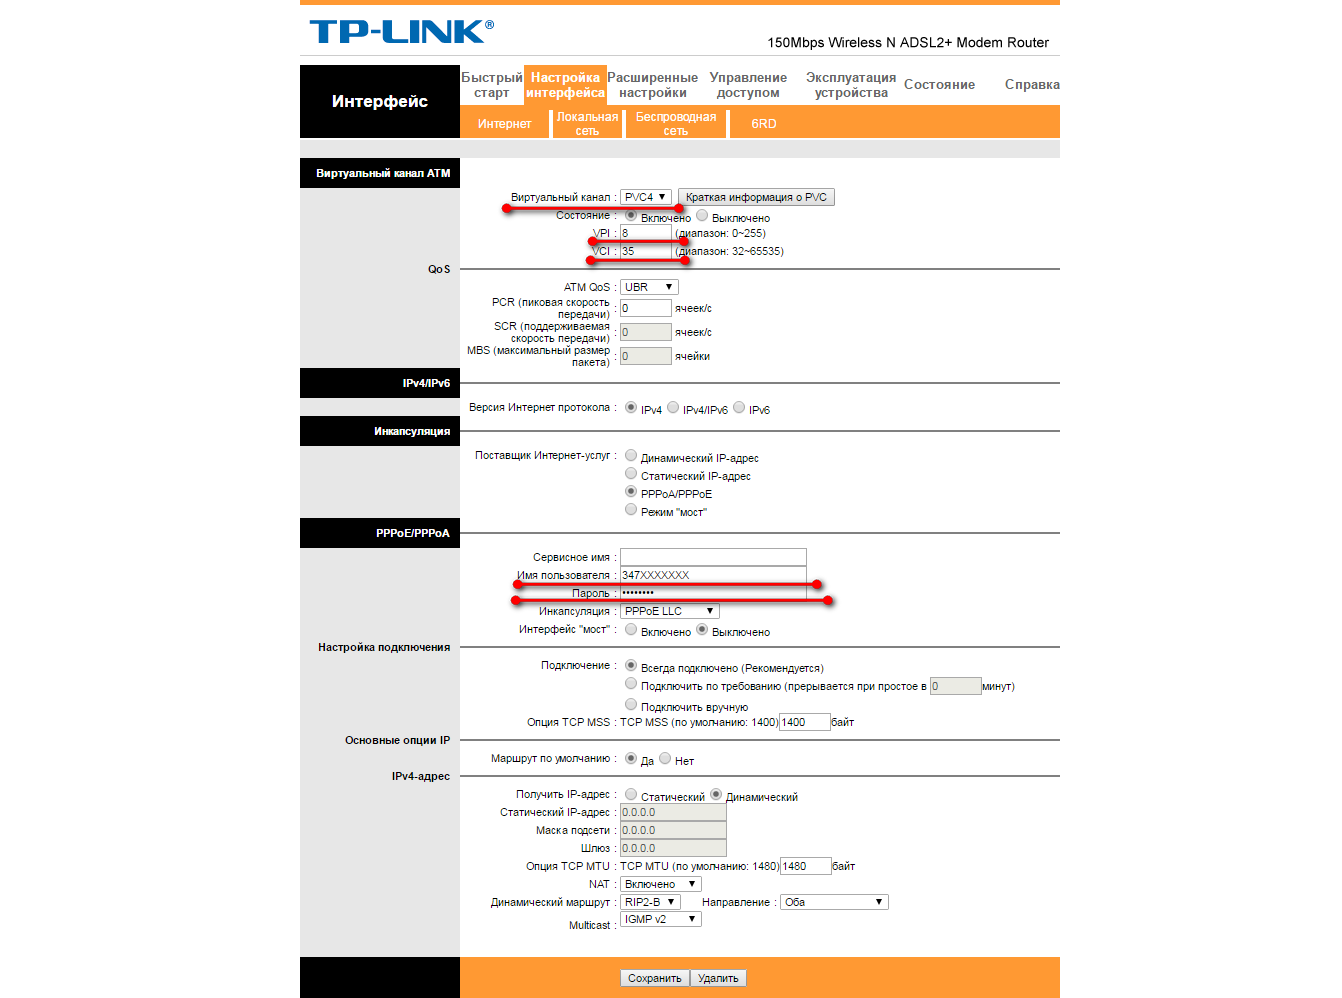 TP-LINK®
150Mbps Wireless N ADSL2+ Modem Router
Интерфейс
Быстрый старт
Настройка интерфейса
Расширенные настройки
Управление доступом
Эксплуатация устройства
Состояние
Справка
Интернет
Локальная сеть
Беспроводная сеть
6RD
Виртуальный канал ATM
Виртуальный канал : PVC4 Краткая информация о PVC
Состояние : Включено Выключено
VPI : 8 (диапазон: 0~255)
VCI : 35 (диапазон: 32~65535)
QoS
ATM QoS : UBR
PCR (пиковая скорость
передачи) : 0 ячеек/с
SCR (поддерживаемая
скорость передачи) : 0 ячеек/с
MBS (максимальный размер
пакета) : 0 ячейки
IPv4/IPv6
Версия Интернет протокола : IPv4 IPv4/IPv6 IPv6
Инкапсуляция
Поставщик Интернет-услуг : Динамический IP-адрес
Статический IP-адрес
PPPoA/PPPoE
Режим "мост"
PPPoE/PPPoA
Сервисное имя :
Имя пользователя : 347XXXXXXX
Пароль : ••••••••
Инкапсуляция : PPPoE LLC
Интерфейс "мост" : Включено Выключено
Настройка подключения
Подключение : Всегда подключено (Рекомендуется)
Подключить по требованию (прерывается при простое в 0 минут)
Подключить вручную
Опция TCP MSS : TCP MSS (по умолчанию: 1400) 1400 байт
Основные опции IP
Маршрут по умолчанию : Да Нет
IPv4-адрес
Получить IP-адрес : Статический Динамический
Статический IP-адрес : 0.0.0.0
Маска подсети : 0.0.0.0
Шлюз : 0.0.0.0
Опция TCP MTU : TCP MTU (по умолчанию: 1480) 1480 байт
NAT : Включено
Динамический маршрут : RIP2-B Направление : Оба
Multicast : IGMP v2
Сохранить Удалить